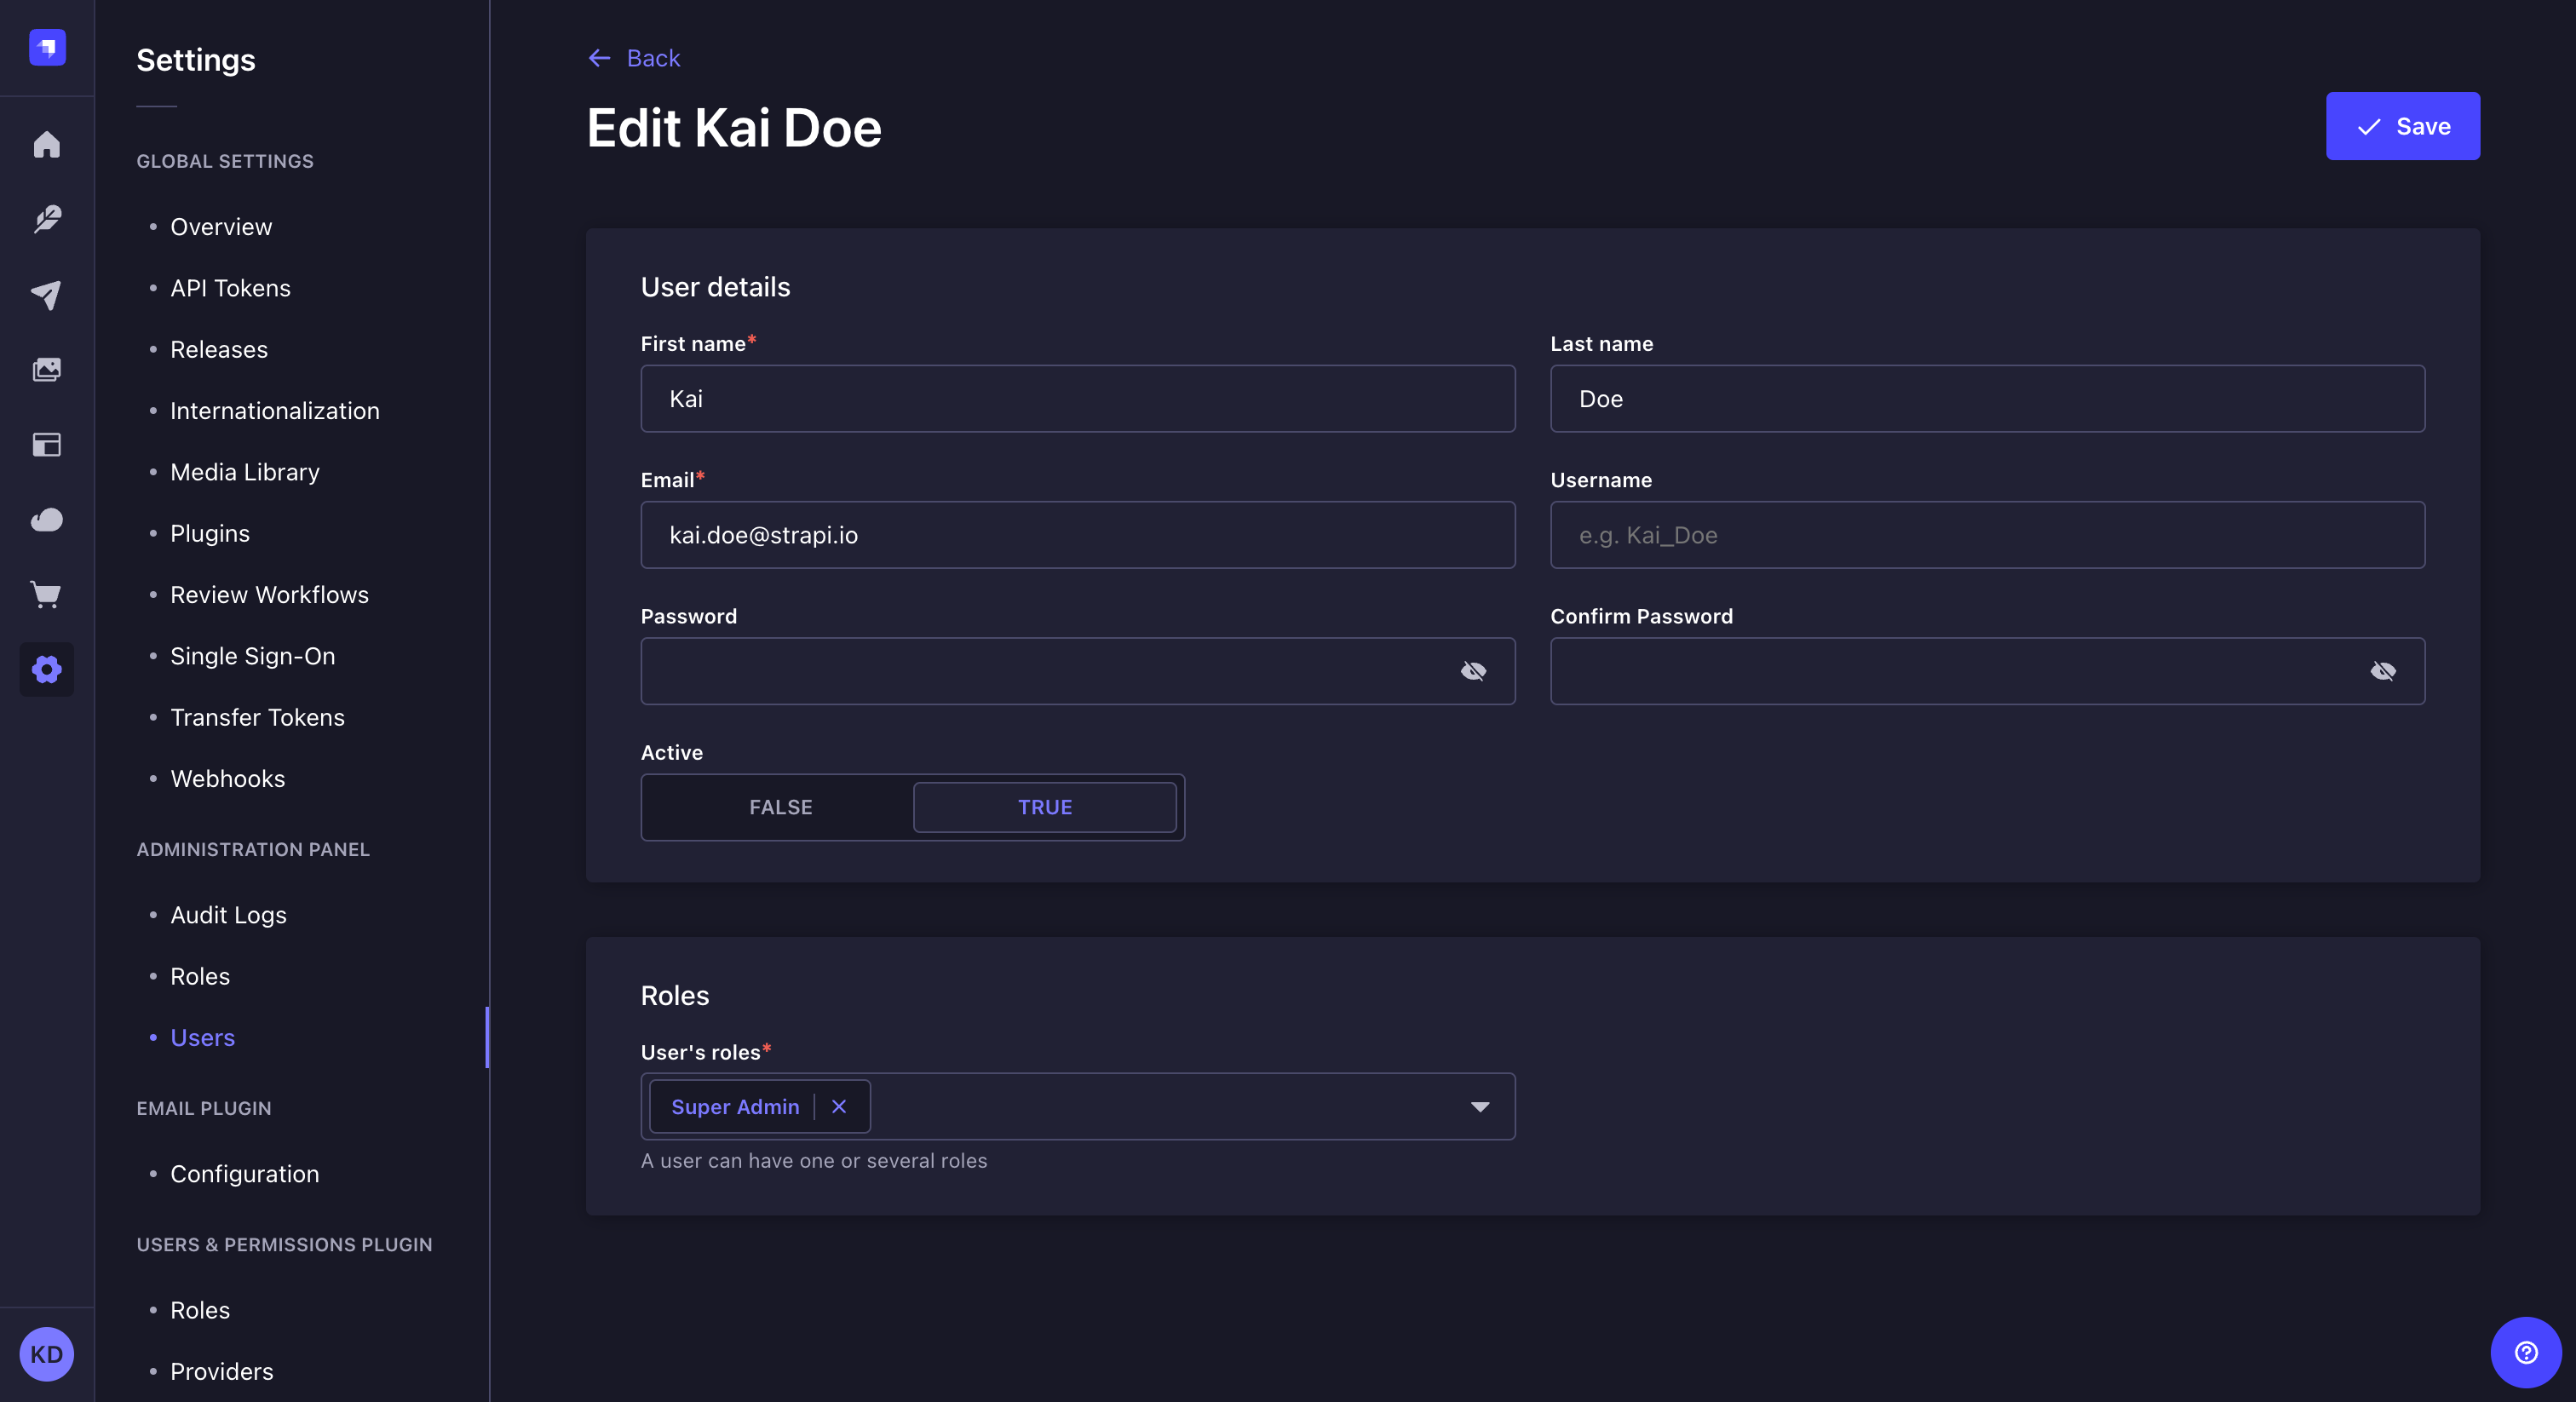 Settings
GLOBAL SETTINGS
Overview
API Tokens
Releases
Internationalization
Media Library
Plugins
Review Workflows
Single Sign-On
Transfer Tokens
Webhooks
ADMINISTRATION PANEL
Audit Logs
Roles
Users
EMAIL PLUGIN
Configuration
USERS & PERMISSIONS PLUGIN
Roles
Providers
KD
Back
Edit Kai Doe
Save
User details
First name*
Kai
Last name
Doe
Email*
kai.doe@strapi.io
Username
e.g. Kai_Doe
Password
Confirm Password
Active
FALSE TRUE
Roles
User's roles*
Super Admin
A user can have one or several roles